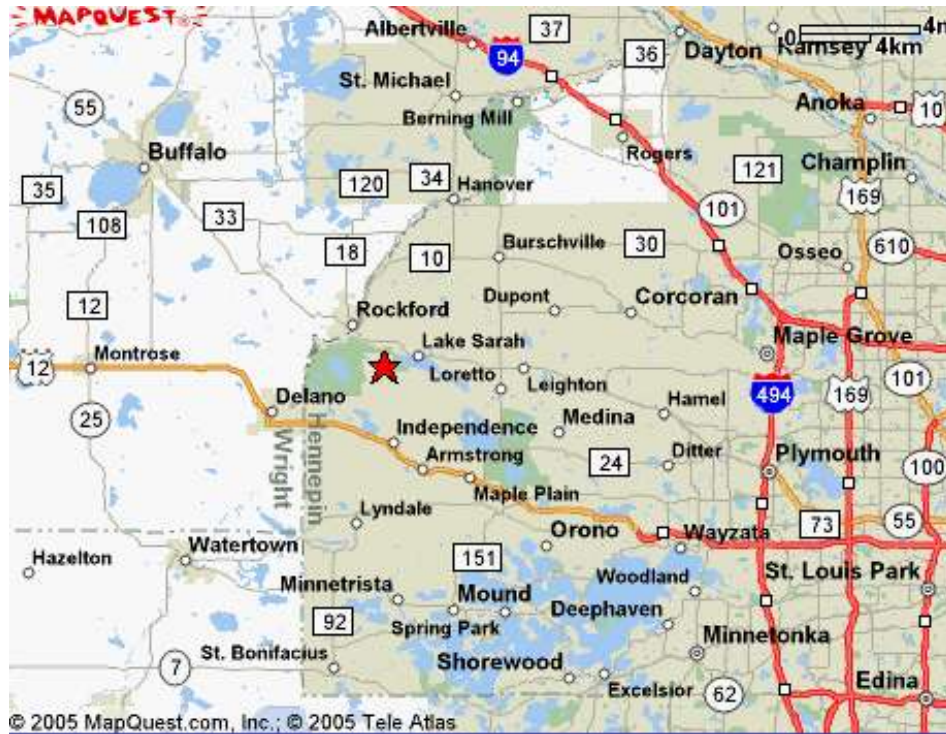 MAPQUEST
37
0 4m
Albertville
94
36
Dayton
Ramsey
4km
St. Michael
55
Anoka
10
Berning Mill
Buffalo
Rogers
Champlin
121
35
120
34
Hanover
169
101
108
33
18
10
Burschville
30
Osseo
610
12
Rockford
Dupont
Corcoran
Lake Sarah
Maple Grove
12
Montrose
Loretto
Leighton
101
Delano
494
169
25
Hennepin
Wright
Independence
Medina
Hamel
Armstrong
24
Ditter
Plymouth
100
Maple Plain
Lyndale
73
55
Orono
Wayzata
Hazelton
Watertown
151
Woodland
St. Louis Park
Minnetrista
Mound
Deephaven
92
Spring Park
Minnetonka
7
St. Bonifacius
Shorewood
Excelsior
62
Edina
© 2005 MapQuest.com, Inc.; © 2005 Tele Atlas